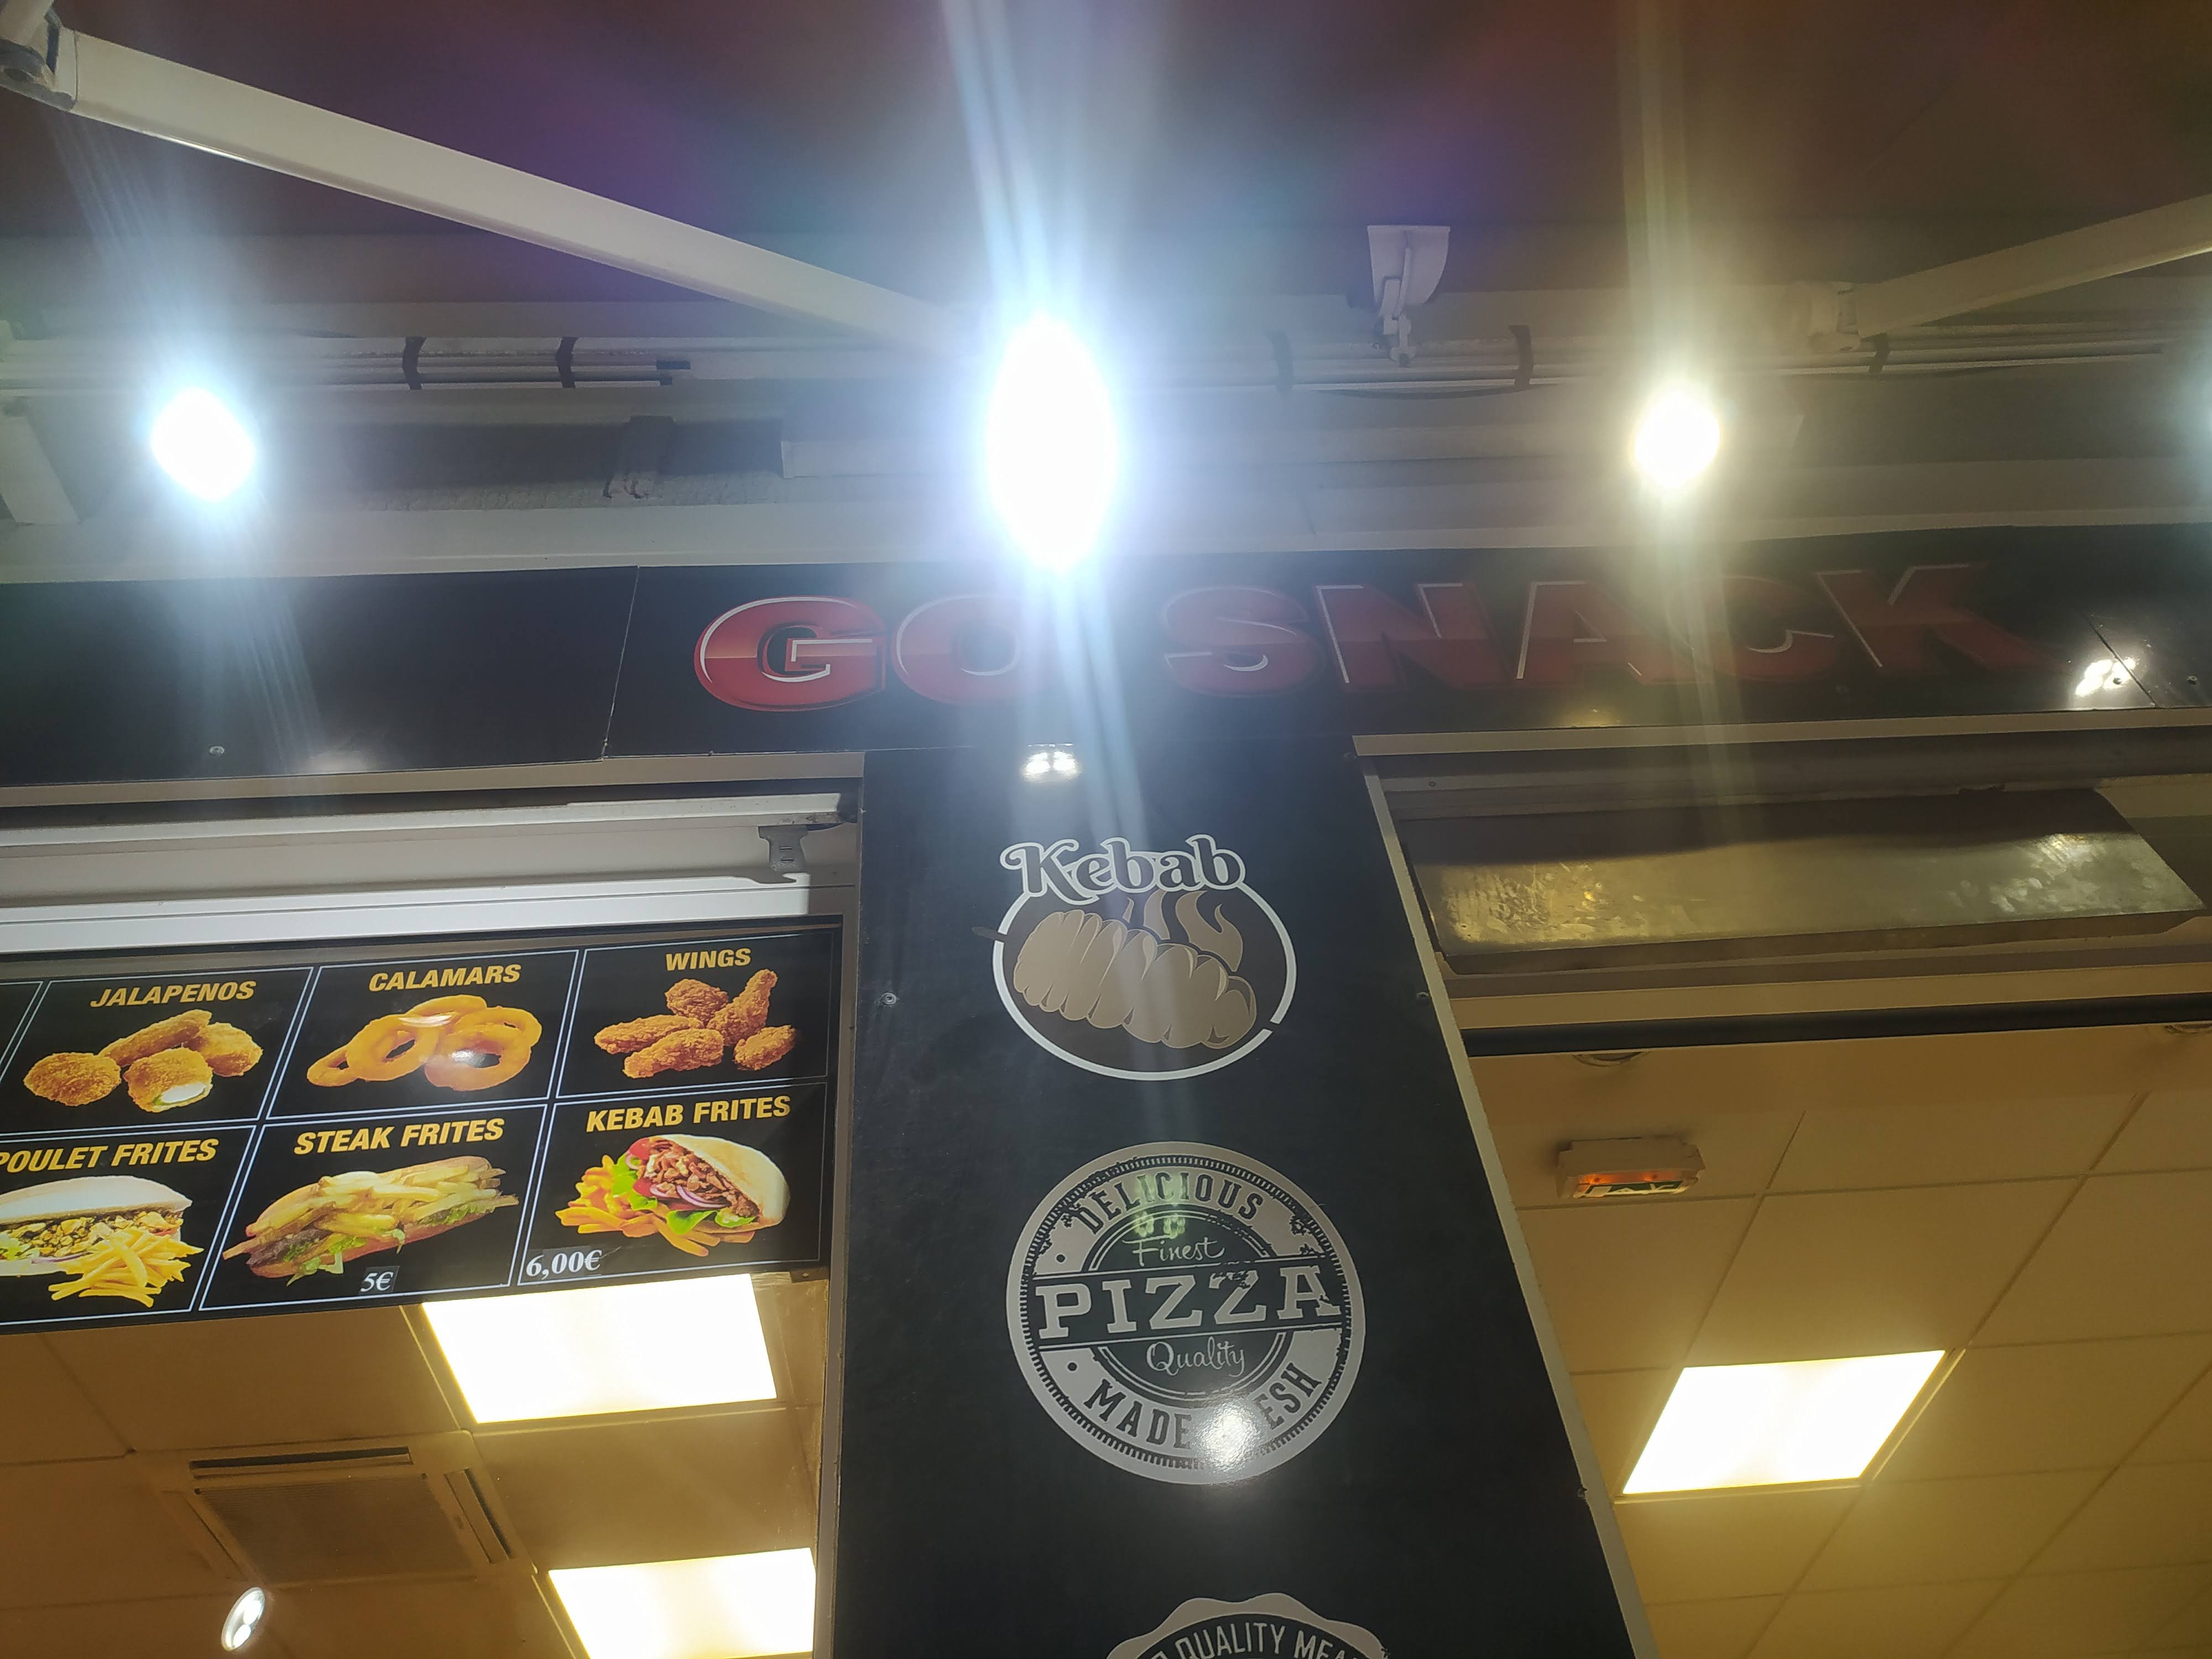 GO SNACK
Kebab
JALAPENOS
CALAMARS
WINGS
POULET FRITES
STEAK FRITES
5€
KEBAB FRITES
6,00€
DELICIOUS
Finest
PIZZA
Quality
MADE
QUALITY